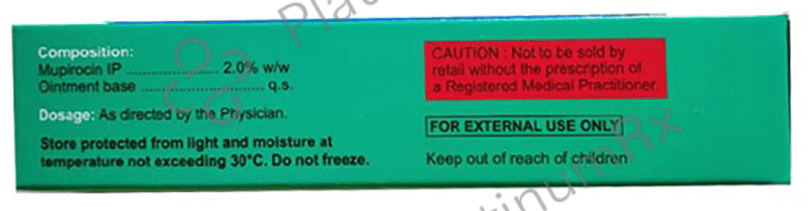 Composition:
Mupirocin IP ........................ 2.0% w/w
Ointment base ............................... q.s.
Dosage: As directed by the Physician.
Store protected from light and moisture at
temperature not exceeding 30°C. Do not freeze.
CAUTION : Not to be sold by
retail without the prescription of
a Registered Medical Practitioner.
FOR EXTERNAL USE ONLY
Keep out of reach of children
tinumRx